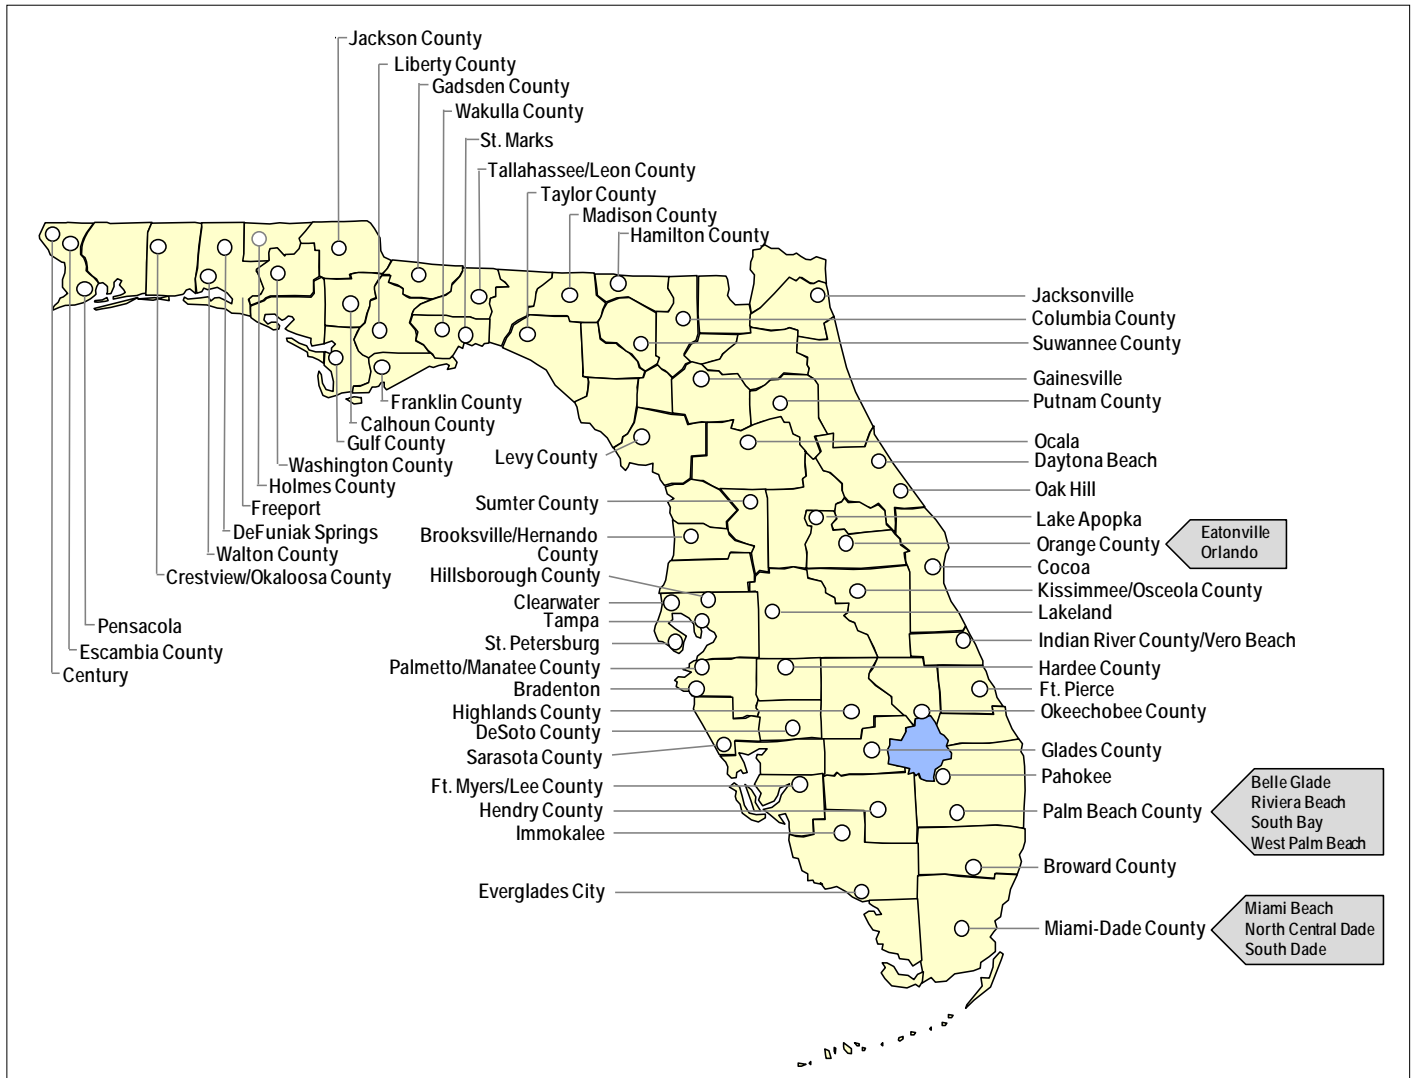 Jackson County
Liberty County
Gadsden County
Wakulla County
St. Marks
Tallahassee/Leon County
Taylor County
Madison County
Hamilton County
Jacksonville
Columbia County
Suwannee County
Gainesville
Putnam County
Ocala
Daytona Beach
Oak Hill
Lake Apopka
Orange County
Eatonville
Orlando
Cocoa
Kissimmee/Osceola County
Lakeland
Indian River County/Vero Beach
Hardee County
Ft. Pierce
Okeechobee County
Glades County
Pahokee
Palm Beach County
Belle Glade
Riviera Beach
South Bay
West Palm Beach
Broward County
Miami-Dade County
Miami Beach
North Central Dade
South Dade
Franklin County
Calhoun County
Gulf County
Washington County
Holmes County
Freeport
DeFuniak Springs
Walton County
Crestview/Okaloosa County
Pensacola
Escambia County
Century
Levy County
Sumter County
Brooksville/Hernando
County
Hillsborough County
Clearwater
Tampa
St. Petersburg
Palmetto/Manatee County
Bradenton
Highlands County
DeSoto County
Sarasota County
Ft. Myers/Lee County
Hendry County
Immokalee
Everglades City